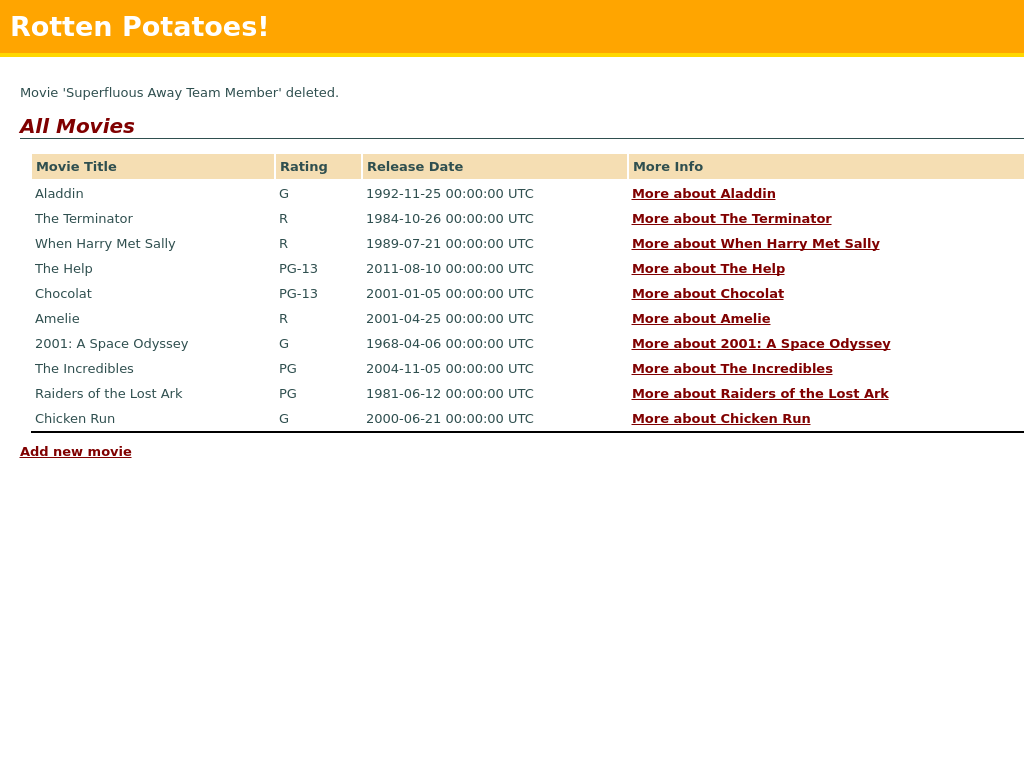 Rotten Potatoes!
Movie 'Superfluous Away Team Member' deleted.
All Movies
Movie Title Rating Release Date More Info
Aladdin G 1992-11-25 00:00:00 UTC More about Aladdin
The Terminator R 1984-10-26 00:00:00 UTC More about The Terminator
When Harry Met Sally R 1989-07-21 00:00:00 UTC More about When Harry Met Sally
The Help PG-13 2011-08-10 00:00:00 UTC More about The Help
Chocolat PG-13 2001-01-05 00:00:00 UTC More about Chocolat
Amelie R 2001-04-25 00:00:00 UTC More about Amelie
2001: A Space Odyssey G 1968-04-06 00:00:00 UTC More about 2001: A Space Odyssey
The Incredibles PG 2004-11-05 00:00:00 UTC More about The Incredibles
Raiders of the Lost Ark PG 1981-06-12 00:00:00 UTC More about Raiders of the Lost Ark
Chicken Run G 2000-06-21 00:00:00 UTC More about Chicken Run
Add new movie